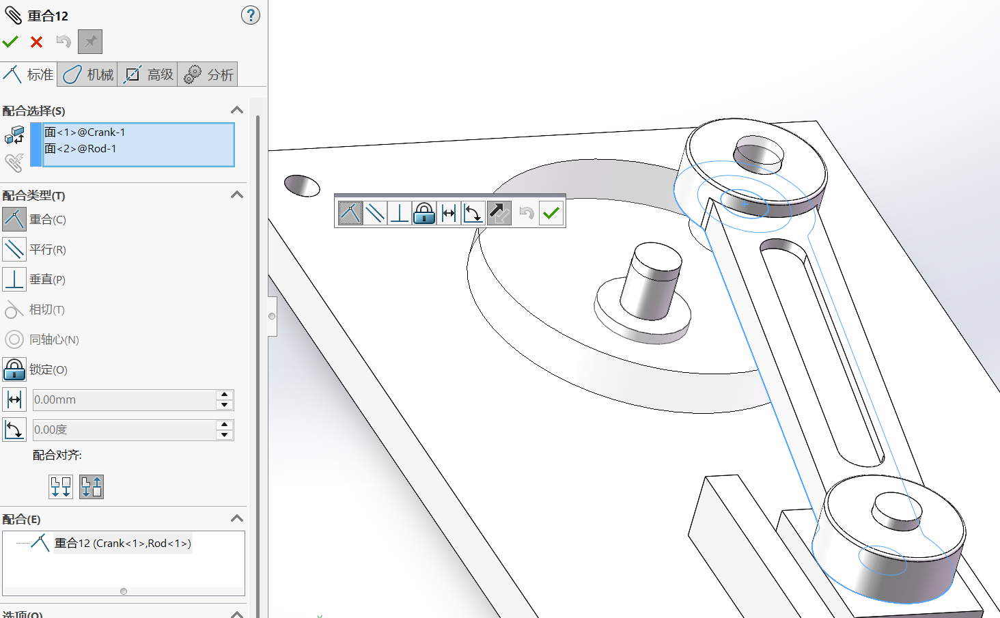 重合12
?
标准 机械 高级 分析
配合选择(S)
面<1>@Crank-1
面<2>@Rod-1
配合类型(T)
重合(C)
平行(R)
垂直(P)
相切(T)
同轴心(N)
锁定(O)
0.00mm
0.00度
配合对齐:
配合(E)
重合12 (Crank<1>,Rod<1>)
选项(O)